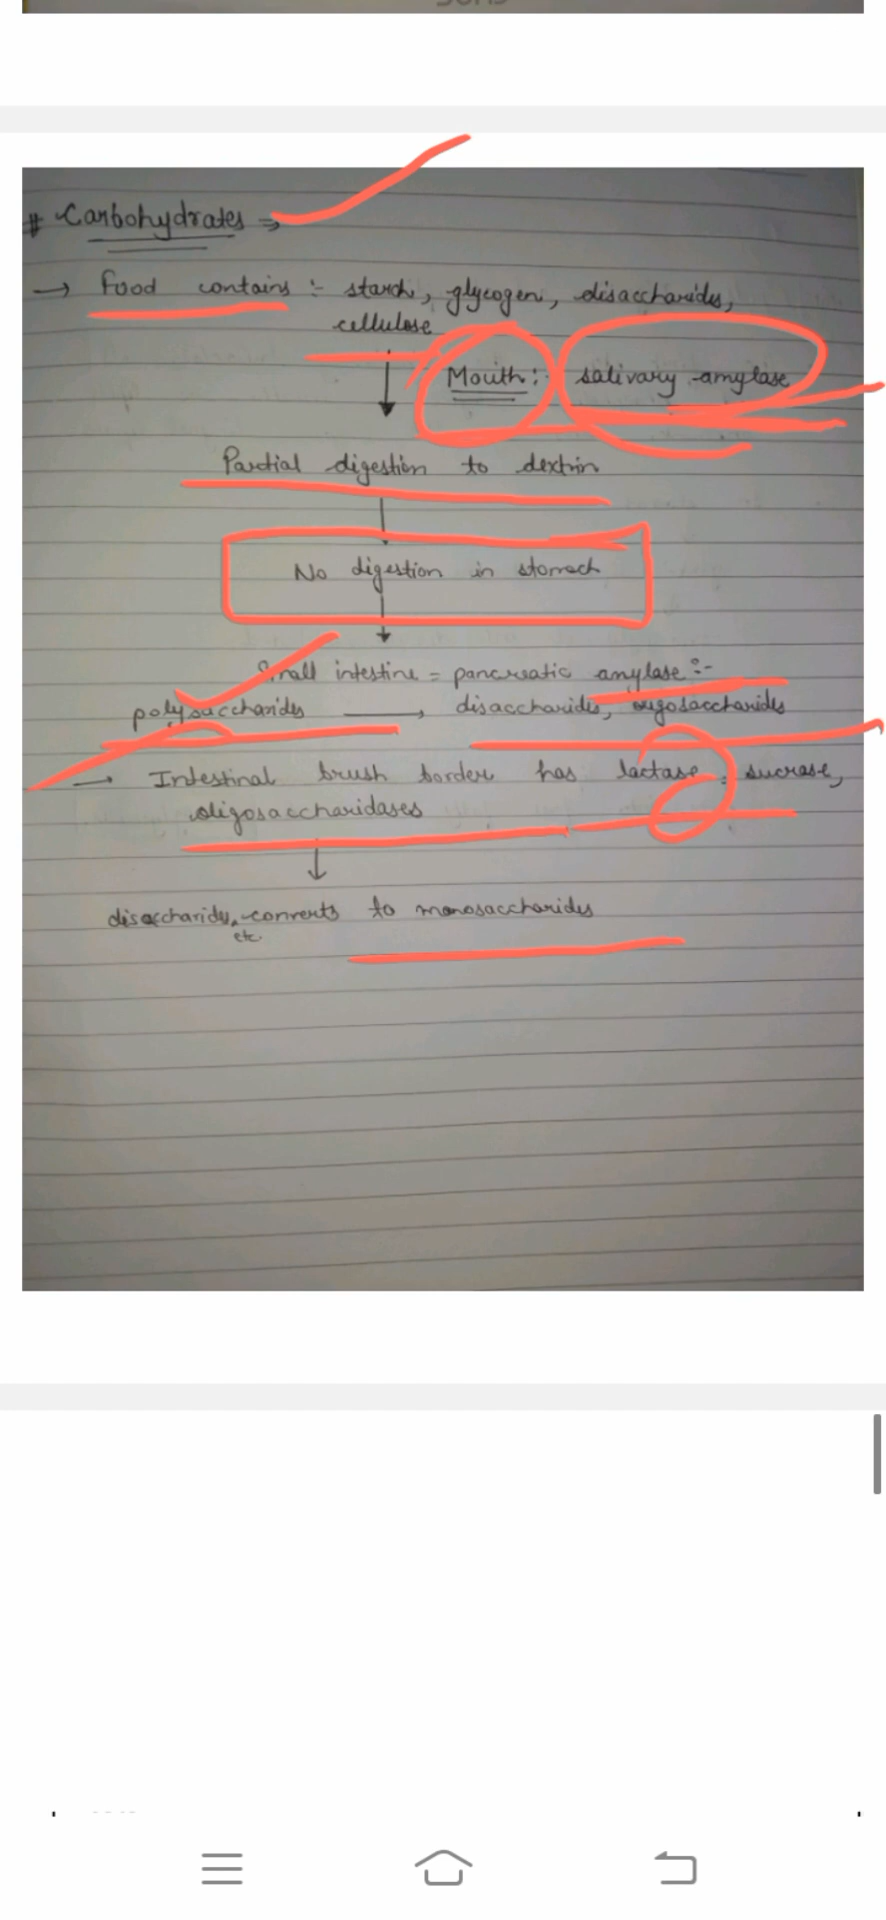 # Carbohydrates ⇒
→ Food contains :- starch, glycogen, disaccharides,
cellulose
Mouth :- salivary amylase
Partial digestion to dextrin
No digestion in stomach
Small intestine = pancreatic amylase :-
polysaccharides → disaccharides, oligosaccharides
→ Intestinal brush border has lactase, sucrase,
oligosaccharidases
disaccharides, converts to monosaccharides
etc.